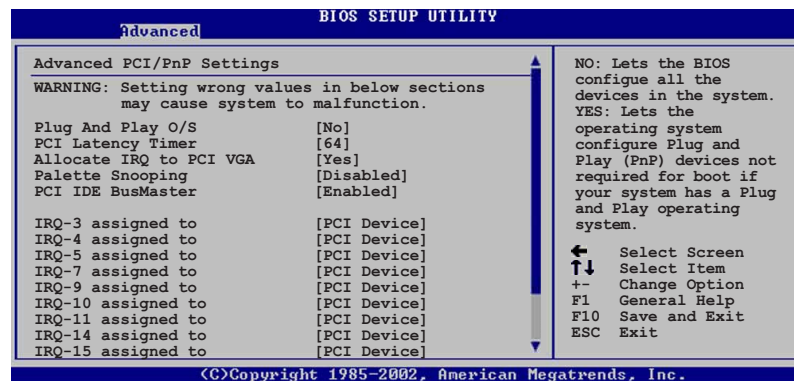 BIOS SETUP UTILITY
Advanced
Advanced PCI/PnP Settings
WARNING: Setting wrong values in below sections
may cause system to malfunction.
Plug And Play O/S [No]
PCI Latency Timer [64]
Allocate IRQ to PCI VGA [Yes]
Palette Snooping [Disabled]
PCI IDE BusMaster [Enabled]
IRQ-3 assigned to [PCI Device]
IRQ-4 assigned to [PCI Device]
IRQ-5 assigned to [PCI Device]
IRQ-7 assigned to [PCI Device]
IRQ-9 assigned to [PCI Device]
IRQ-10 assigned to [PCI Device]
IRQ-11 assigned to [PCI Device]
IRQ-14 assigned to [PCI Device]
IRQ-15 assigned to [PCI Device]
NO: Lets the BIOS
configue all the
devices in the system.
YES: Lets the
operating system
configure Plug and
Play (PnP) devices not
required for boot if
your system has a Plug
and Play operating
system.
← Select Screen
↑↓ Select Item
+- Change Option
F1 General Help
F10 Save and Exit
ESC Exit
(C)Copyright 1985-2002, American Megatrends, Inc.